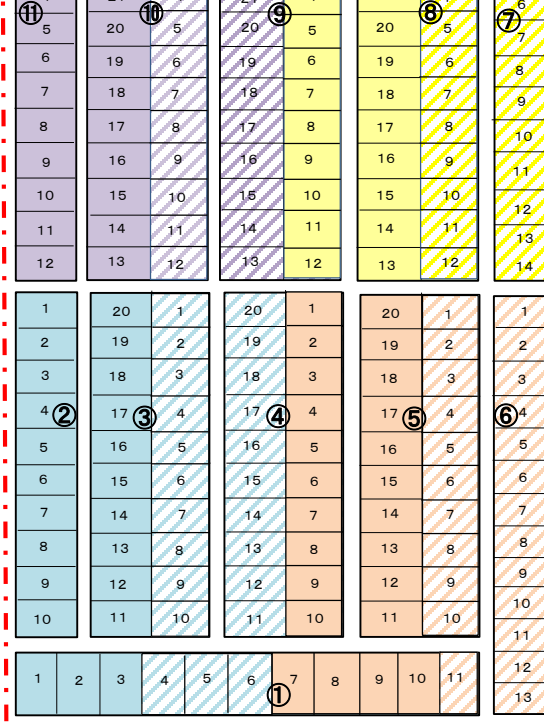 ⑪ ⑩ 21 ⑨ ⑧ 6
5 20 5 20 5 20 5 ⑦ 7
6 19 6 19 6 19 6 8
7 18 7 18 7 18 7 9
8 17 8 17 8 17 8 10
9 16 9 16 9 16 9 11
10 15 10 15 10 15 10 12
11 14 11 14 11 14 11 13
12 13 12 13 12 13 12 14
1 20 1 20 1 20 1 1
2 19 2 19 2 19 2 2
3 18 3 18 3 18 3 3
4 ② 17 ③ 4 17 ④ 4 17 ⑤ 4 ⑥ 4
5 16 5 16 5 16 5 5
6 15 6 15 6 15 6 6
7 14 7 14 7 14 7 7
8 13 8 13 8 13 8 8
9 12 9 12 9 12 9 9
10 11 10 11 10 11 10 10
11
1 2 3 4 5 6 ① 7 8 9 10 11 12
13